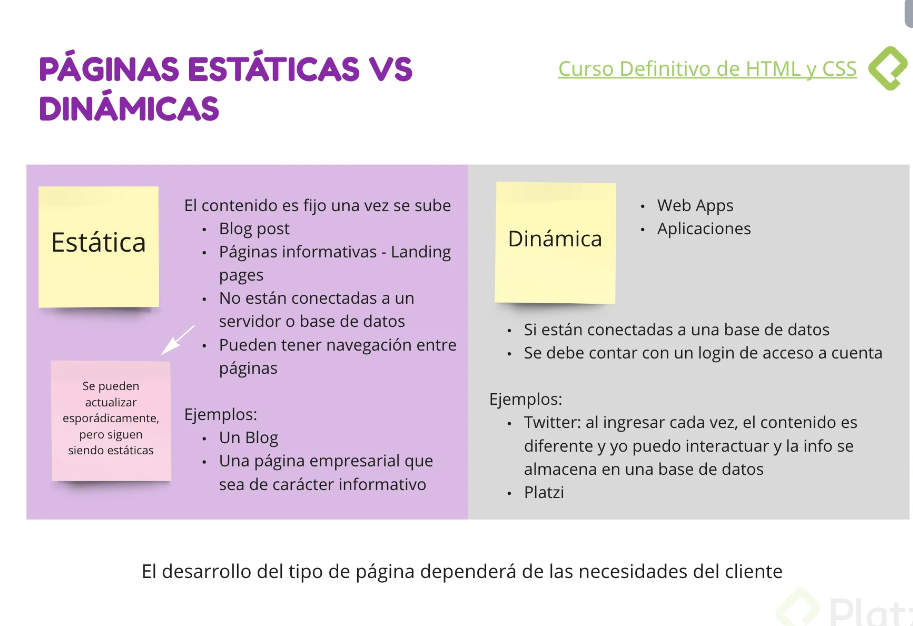 PÁGINAS ESTÁTICAS VS
DINÁMICAS
Curso Definitivo de HTML y CSS
Estática
El contenido es fijo una vez se sube
• Blog post
• Páginas informativas - Landing
pages
• No están conectadas a un
servidor o base de datos
• Pueden tener navegación entre
páginas
Se pueden
actualizar
esporádicamente,
pero siguen
siendo estáticas
Ejemplos:
• Un Blog
• Una página empresarial que
sea de carácter informativo
Dinámica
• Web Apps
• Aplicaciones
• Si están conectadas a una base de datos
• Se debe contar con un login de acceso a cuenta
Ejemplos:
• Twitter: al ingresar cada vez, el contenido es
diferente y yo puedo interactuar y la info se
almacena en una base de datos
• Platzi
El desarrollo del tipo de página dependerá de las necesidades del cliente
Platz